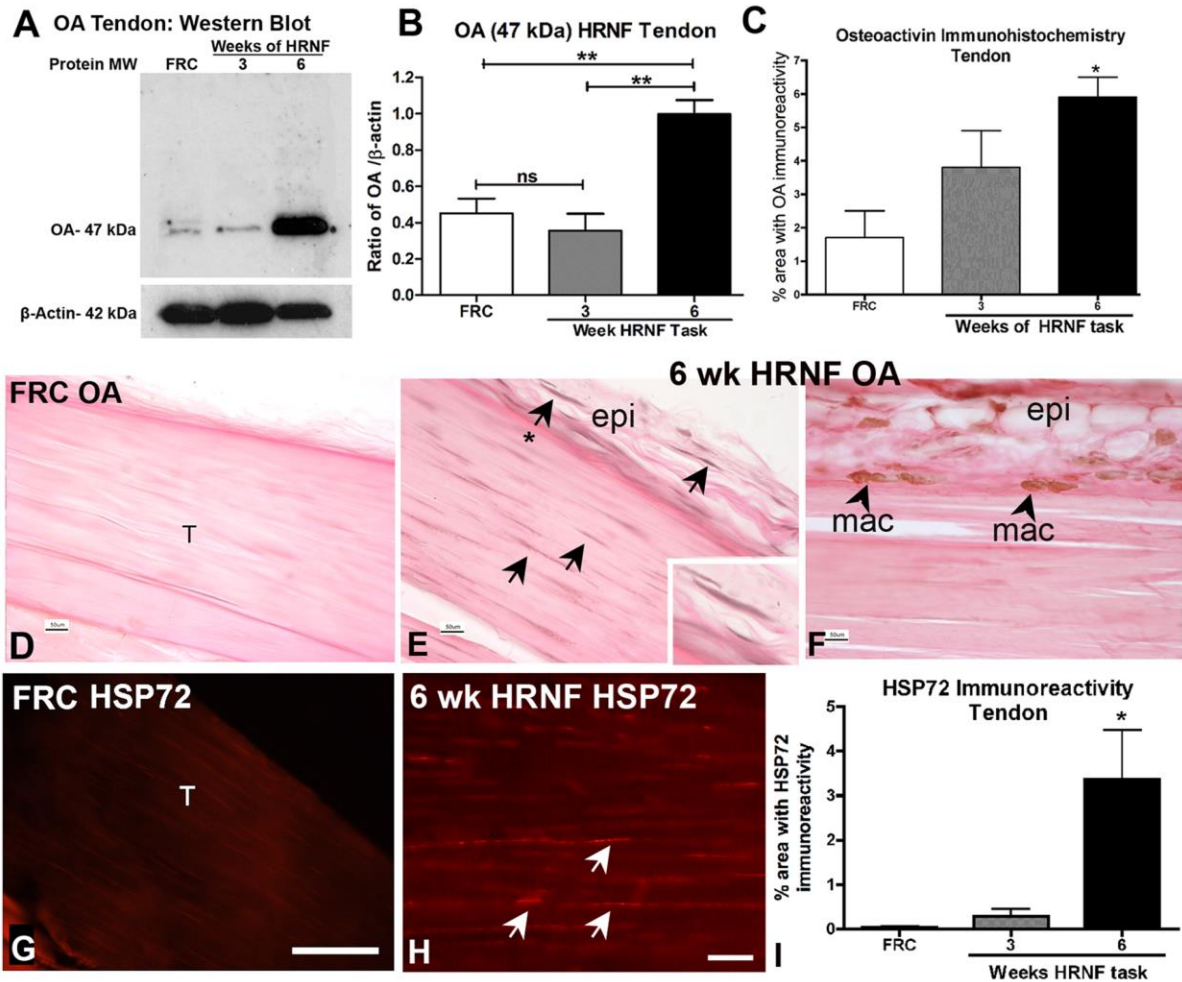 A OA Tendon: Western Blot
Weeks of HRNF
Protein MW FRC 3 6
OA- 47 kDa
β-Actin- 42 kDa
B OA (47 kDa) HRNF Tendon
**
**
ns
Ratio of OA /β-actin
1.2
1.0
0.8
0.6
0.4
0.2
0.0
FRC 3 6
Week HRNF Task
C Osteoactivin Immunohistochemistry
Tendon
*
% area with OA immunoreactivity
7
6
5
4
3
2
1
0
FRC 3 6
Weeks of HRNF task
FRC OA
T
50um
D
6 wk HRNF OA
epi
*
50um
E
epi
mac mac
50um
F
FRC HSP72
T
G
6 wk HRNF HSP72
H
HSP72 Immunoreactivity
Tendon
*
% area with HSP72
immunoreactivity
5
4
3
2
1
0
FRC 3 6
Weeks HRNF task
I